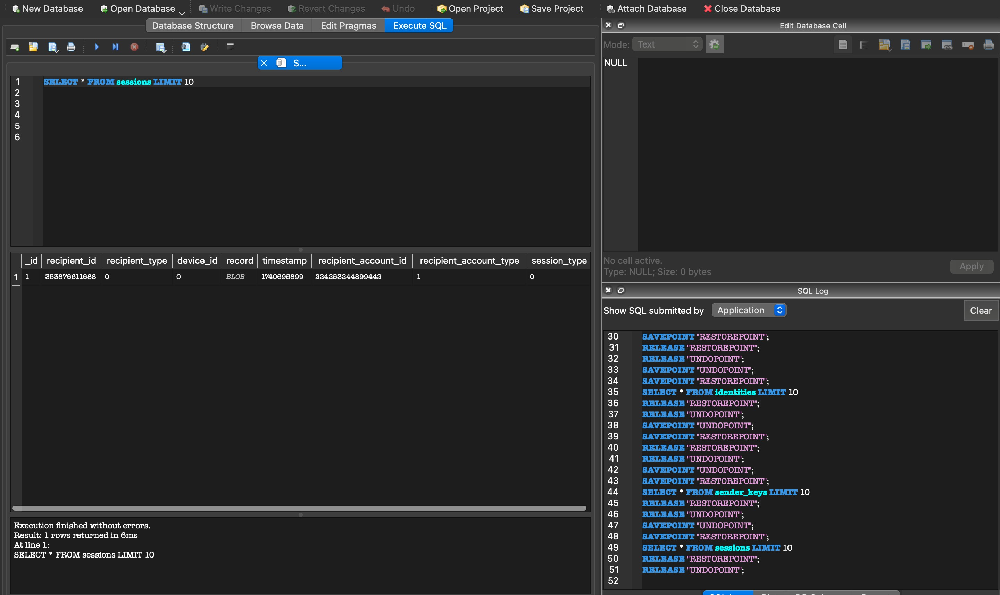 New Database Open Database Write Changes Revert Changes Undo Open Project Save Project Attach Database Close Database
Database Structure Browse Data Edit Pragmas Execute SQL
S...
1 SELECT * FROM sessions LIMIT 10
2
3
4
5
6
_id recipient_id recipient_type device_id record timestamp recipient_account_id recipient_account_type session_type
1 1 353876611688 0 0 BLOB 1740695899 224253244899442 1 0
Execution finished without errors.
Result: 1 rows returned in 6ms
At line 1:
SELECT * FROM sessions LIMIT 10
Edit Database Cell
Mode: Text
NULL
No cell active.
Type: NULL; Size: 0 bytes
Apply
SQL Log
Show SQL submitted by Application Clear
30 SAVEPOINT "RESTOREPOINT";
31 RELEASE "RESTOREPOINT";
32 RELEASE "UNDOPOINT";
33 SAVEPOINT "UNDOPOINT";
34 SAVEPOINT "RESTOREPOINT";
35 SELECT * FROM identities LIMIT 10
36 RELEASE "RESTOREPOINT";
37 RELEASE "UNDOPOINT";
38 SAVEPOINT "UNDOPOINT";
39 SAVEPOINT "RESTOREPOINT";
40 RELEASE "RESTOREPOINT";
41 RELEASE "UNDOPOINT";
42 SAVEPOINT "UNDOPOINT";
43 SAVEPOINT "RESTOREPOINT";
44 SELECT * FROM sender_keys LIMIT 10
45 RELEASE "RESTOREPOINT";
46 RELEASE "UNDOPOINT";
47 SAVEPOINT "UNDOPOINT";
48 SAVEPOINT "RESTOREPOINT";
49 SELECT * FROM sessions LIMIT 10
50 RELEASE "RESTOREPOINT";
51 RELEASE "UNDOPOINT";
52